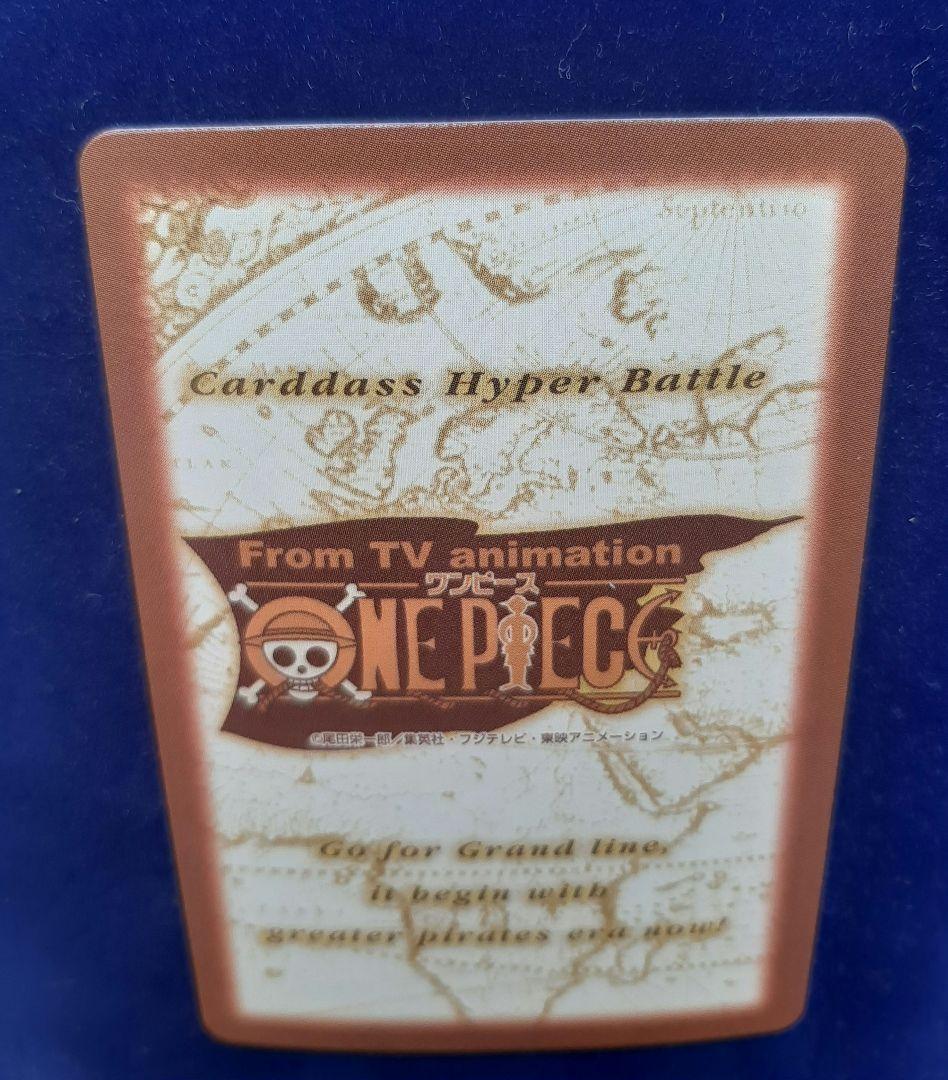 Septentrio
Carddass Hyper Battle
TLAN
From TV animation
ワンピース
ONE PIECE
©尾田栄一郎／集英社・フジテレビ・東映アニメーション
Go for Grand line,
it begin with
greater pirates era now!